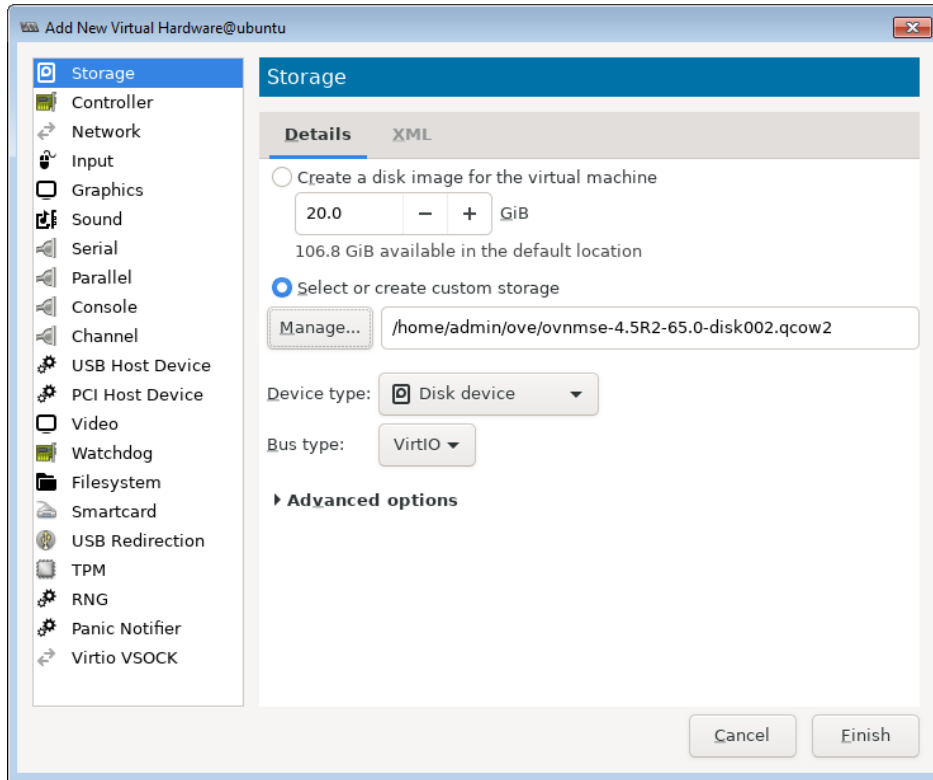 Add New Virtual Hardware@ubuntu
Storage
Controller
Network
Input
Graphics
Sound
Serial
Parallel
Console
Channel
USB Host Device
PCI Host Device
Video
Watchdog
Filesystem
Smartcard
USB Redirection
TPM
RNG
Panic Notifier
Virtio VSOCK
Storage
Details XML
Create a disk image for the virtual machine
20.0 − + GiB
106.8 GiB available in the default location
Select or create custom storage
Manage... /home/admin/ove/ovnmse-4.5R2-65.0-disk002.qcow2
Device type: Disk device
Bus type: VirtIO
Advanced options
Cancel Finish